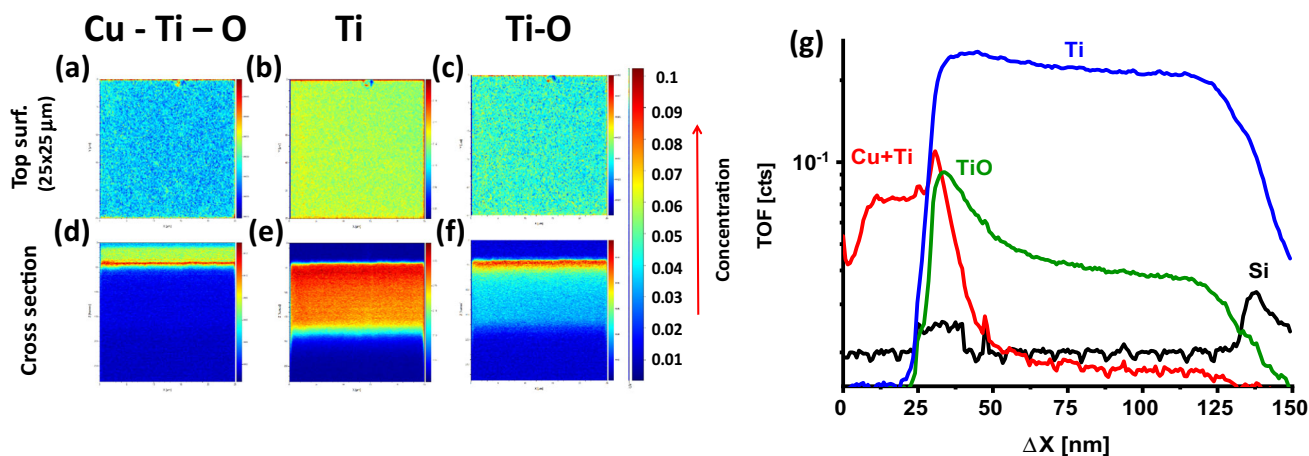 Cu - Ti – O
Ti
Ti-O
(a)
(b)
(c)
Top surf.
(25x25 μm)
(d)
(e)
(f)
Cross section
0.1
0.09
0.08
0.07
0.06
0.05
0.04
0.03
0.02
0.01
Concentration
(g)
Ti
Cu+Ti
TiO
Si
10-1
TOF [cts]
0
25
50
75
100
125
150
ΔX [nm]